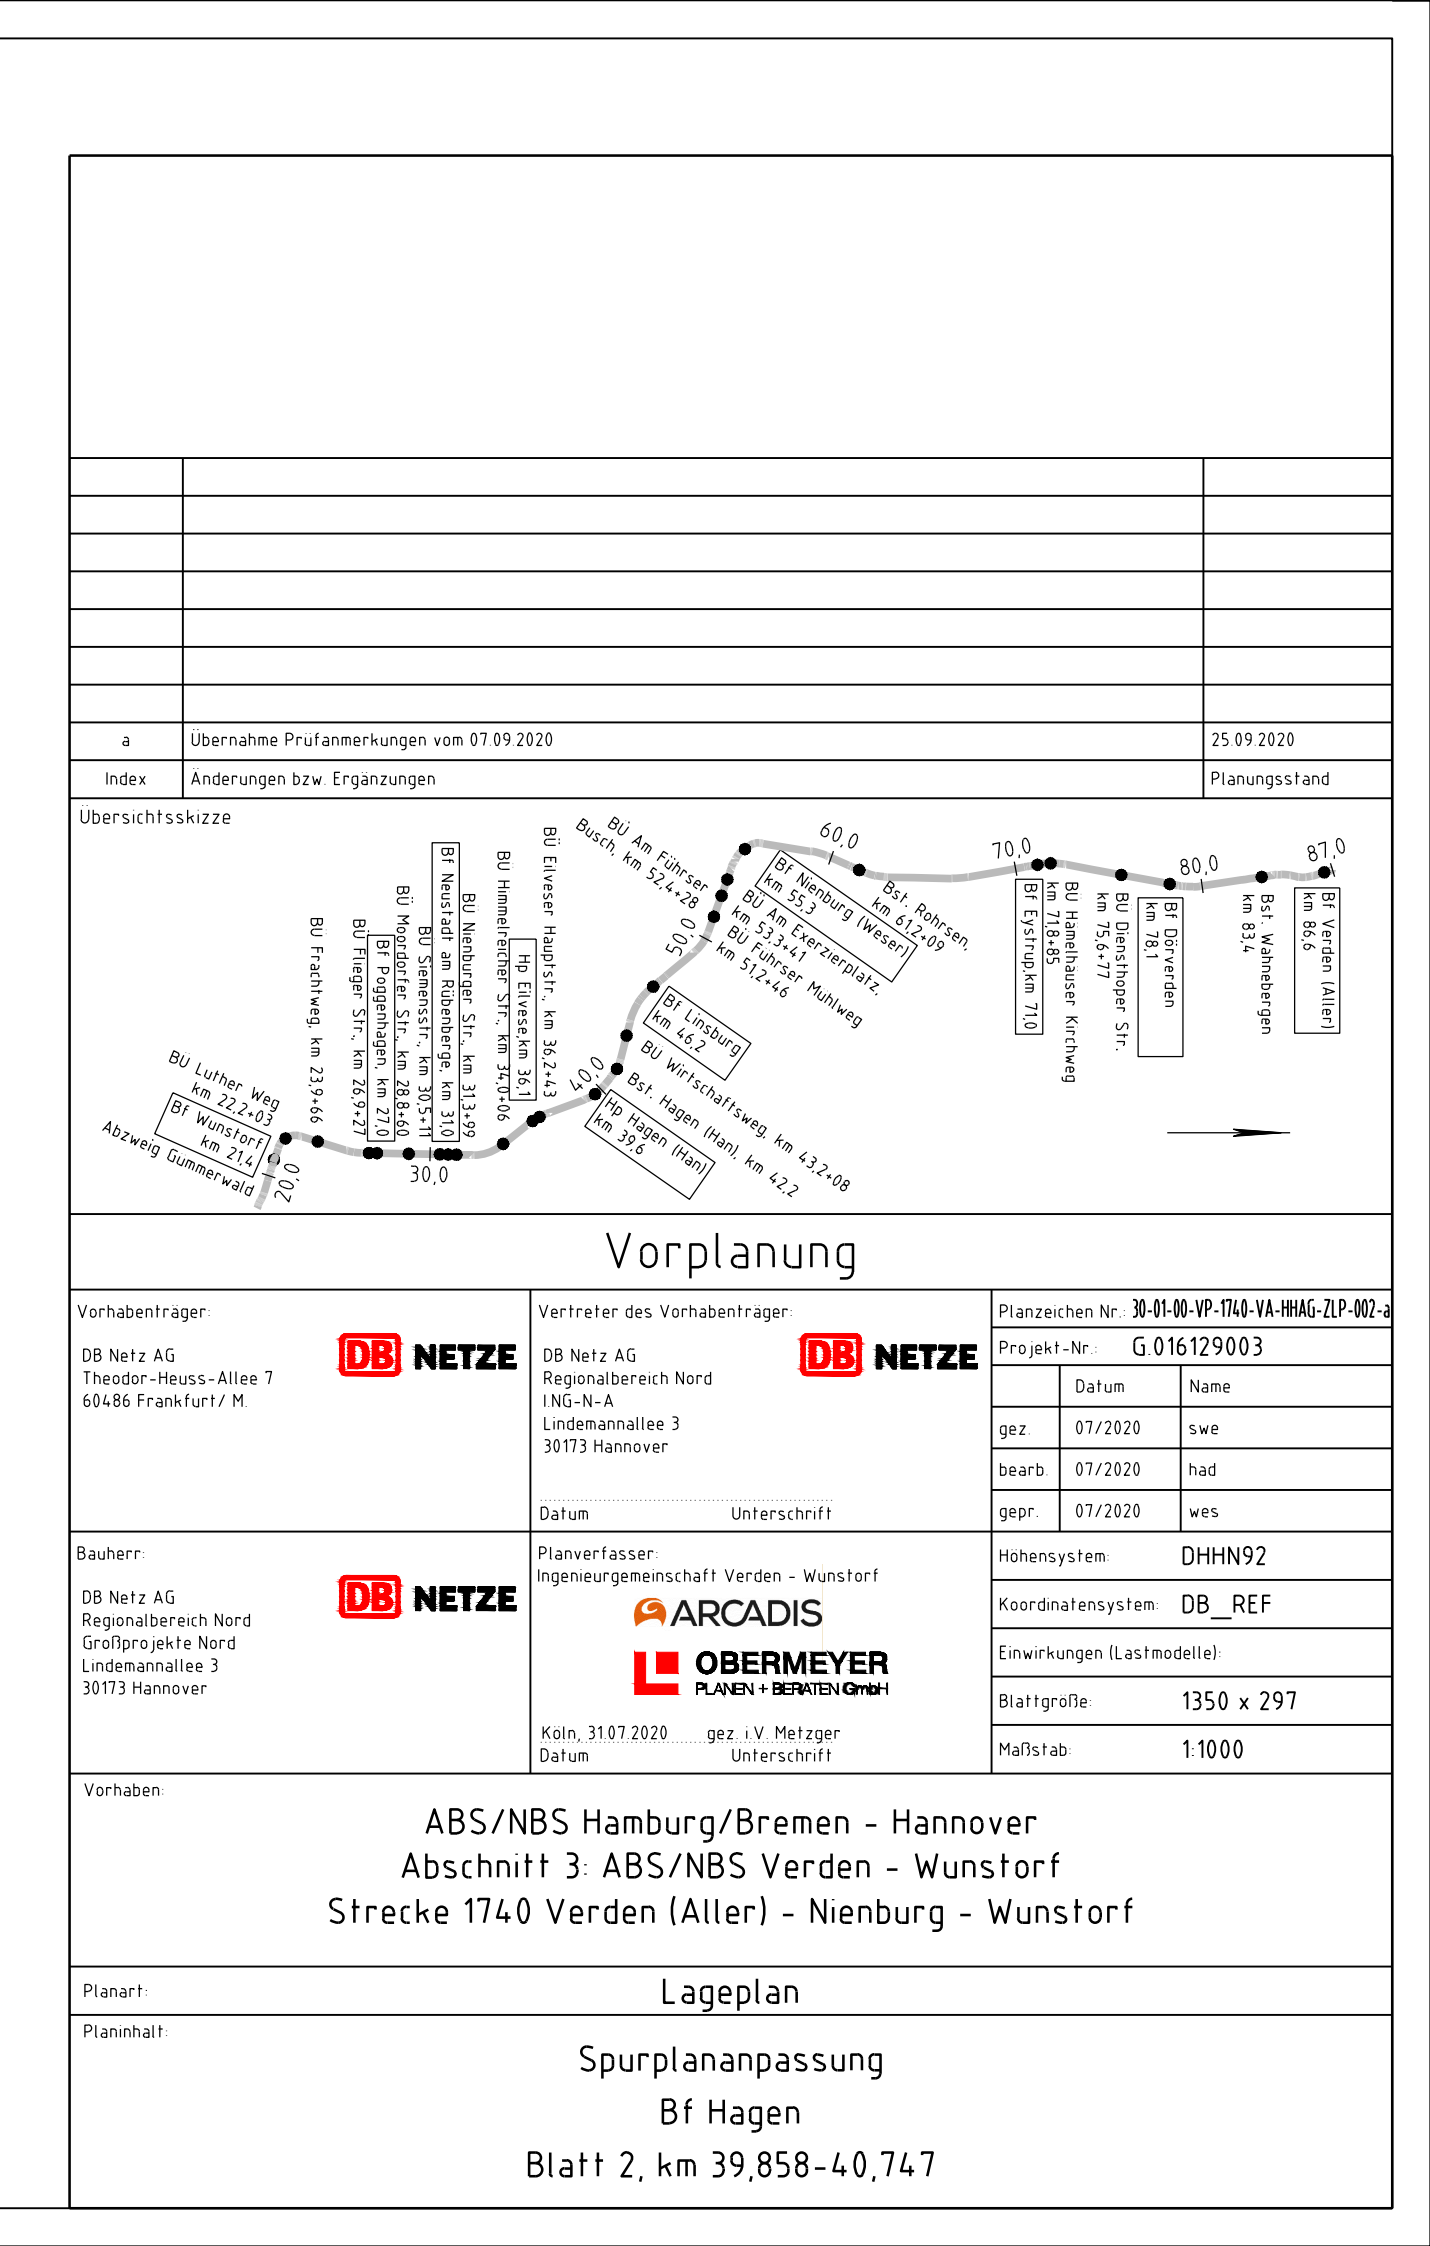 a Übernahme Prüfanmerkungen vom 07.09.2020 25.09.2020
Index Änderungen bzw. Ergänzungen Planungsstand
Übersichtsskizze
Abzweig Gummerwald
20,0
Bf Wunstorf
km 21,4
BÜ Luther Weg
km 22,2+03
BÜ Frachtweg, km 23,9+66
BÜ Flieger Str., km 26,9+27
Bf Poggenhagen, km 27,0
BÜ Moordorfer Str., km 28,8+60
30,0
BÜ Siemensstr., km 30,5+11
Bf Neustadt am Rübenberge, km 31,0
BÜ Nienburger Str., km 31,3+99
BÜ Himmelreicher Str., km 34,0+06
Hp Eilvese,km 36,1
BÜ Eilveser Hauptstr., km 36,2+43
Hp Hagen (Han)
km 39,6
40,0
Bst. Hagen (Han), km 42,2
BÜ Wirtschaftsweg, km 43,2+08
Bf Linsburg
km 46,2
50,0
BÜ Führser Mühlweg
km 51,2+46
BÜ Am Führser
Busch, km 52,4+28
BÜ Am Exerzierplatz,
km 53,3+41
Bf Nienburg (Weser)
km 55,3
60,0
Bst. Rohrsen,
km 61,2+09
70,0
Bf Eystrup,km 71,0
BÜ Hämelhäuser Kirchweg
km 71,8+85
BÜ Diensthoper Str.
km 75,6+77
Bf Dörverden
km 78,1
80,0
Bst. Wahnebergen
km 83,4
Bf Verden (Aller)
km 86,6
87,0
Vorplanung
Vorhabenträger:
DB Netz AG
Theodor-Heuss-Allee 7
60486 Frankfurt/ M.
DB NETZE
Vertreter des Vorhabenträger:
DB Netz AG
Regionalbereich Nord
I.NG-N-A
Lindemannallee 3
30173 Hannover
DB NETZE
Datum Unterschrift
Planzeichen Nr.: 30-01-00-VP-1740-VA-HHAG-ZLP-002-a
Projekt-Nr.: G.016129003
Datum Name
gez. 07/2020 swe
bearb. 07/2020 had
gepr. 07/2020 wes
Bauherr:
DB Netz AG
Regionalbereich Nord
Großprojekte Nord
Lindemannallee 3
30173 Hannover
DB NETZE
Planverfasser:
Ingenieurgemeinschaft Verden - Wunstorf
ARCADIS
OBERMEYER
PLANEN + BERATEN GmbH
Köln, 31.07.2020 gez. i.V. Metzger
Datum Unterschrift
Höhensystem: DHHN92
Koordinatensystem: DB_REF
Einwirkungen (Lastmodelle):
Blattgröße: 1350 x 297
Maßstab: 1:1000
Vorhaben:
ABS/NBS Hamburg/Bremen - Hannover
Abschnitt 3: ABS/NBS Verden - Wunstorf
Strecke 1740 Verden (Aller) - Nienburg - Wunstorf
Planart: Lageplan
Planinhalt:
Spurplananpassung
Bf Hagen
Blatt 2, km 39,858-40,747